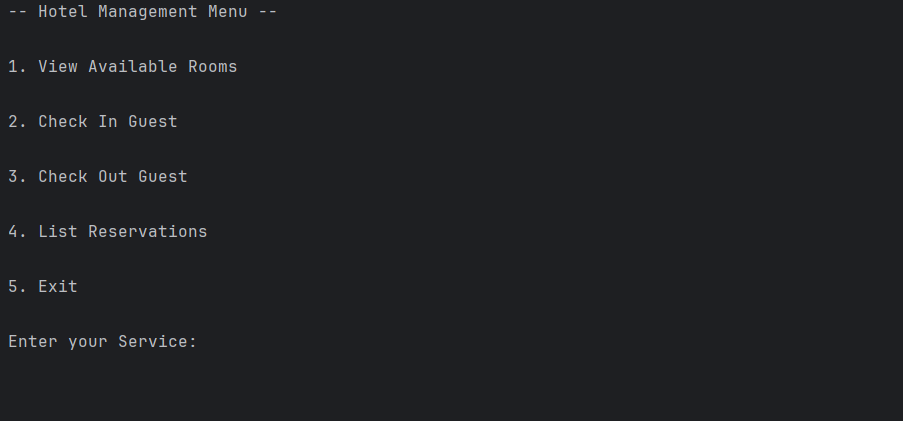 -- Hotel Management Menu --
1. View Available Rooms
2. Check In Guest
3. Check Out Guest
4. List Reservations
5. Exit
Enter your Service: